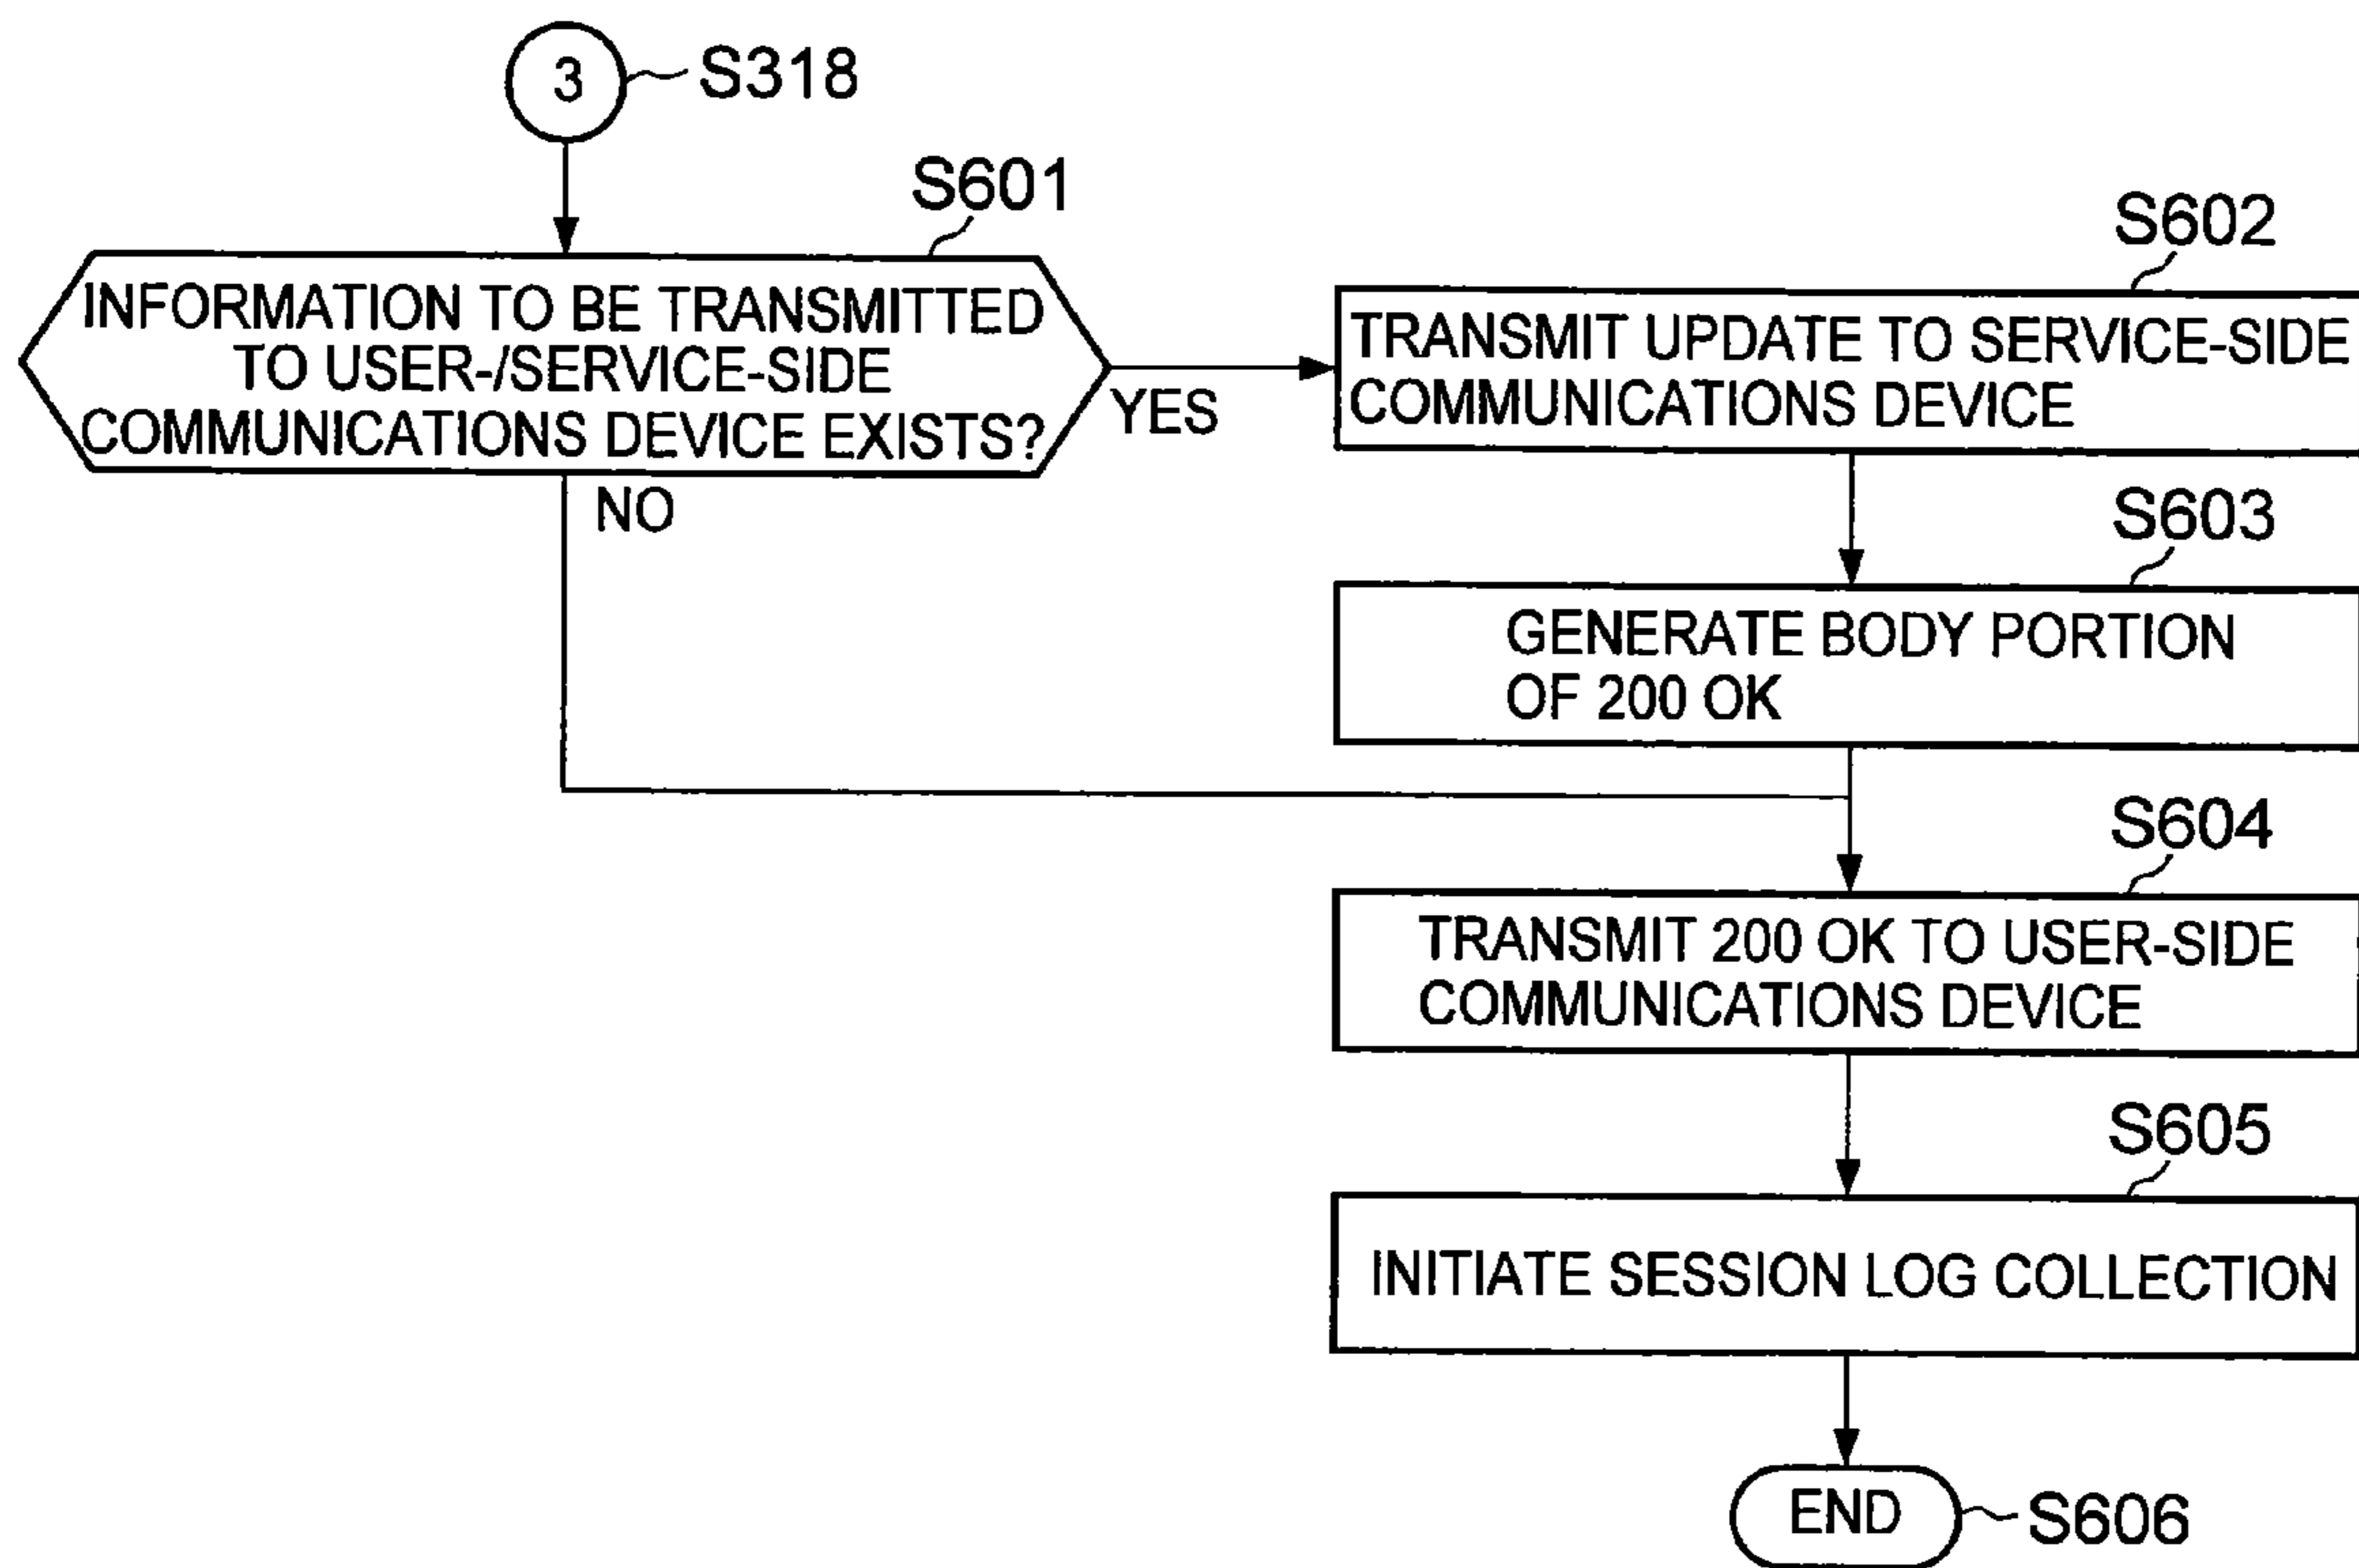 3
S318
S601
INFORMATION TO BE TRANSMITTED
TO USER-/SERVICE-SIDE
COMMUNICATIONS DEVICE EXISTS?
YES
NO
S602
TRANSMIT UPDATE TO SERVICE-SIDE
COMMUNICATIONS DEVICE
S603
GENERATE BODY PORTION
OF 200 OK
S604
TRANSMIT 200 OK TO USER-SIDE
COMMUNICATIONS DEVICE
S605
INITIATE SESSION LOG COLLECTION
END
S606